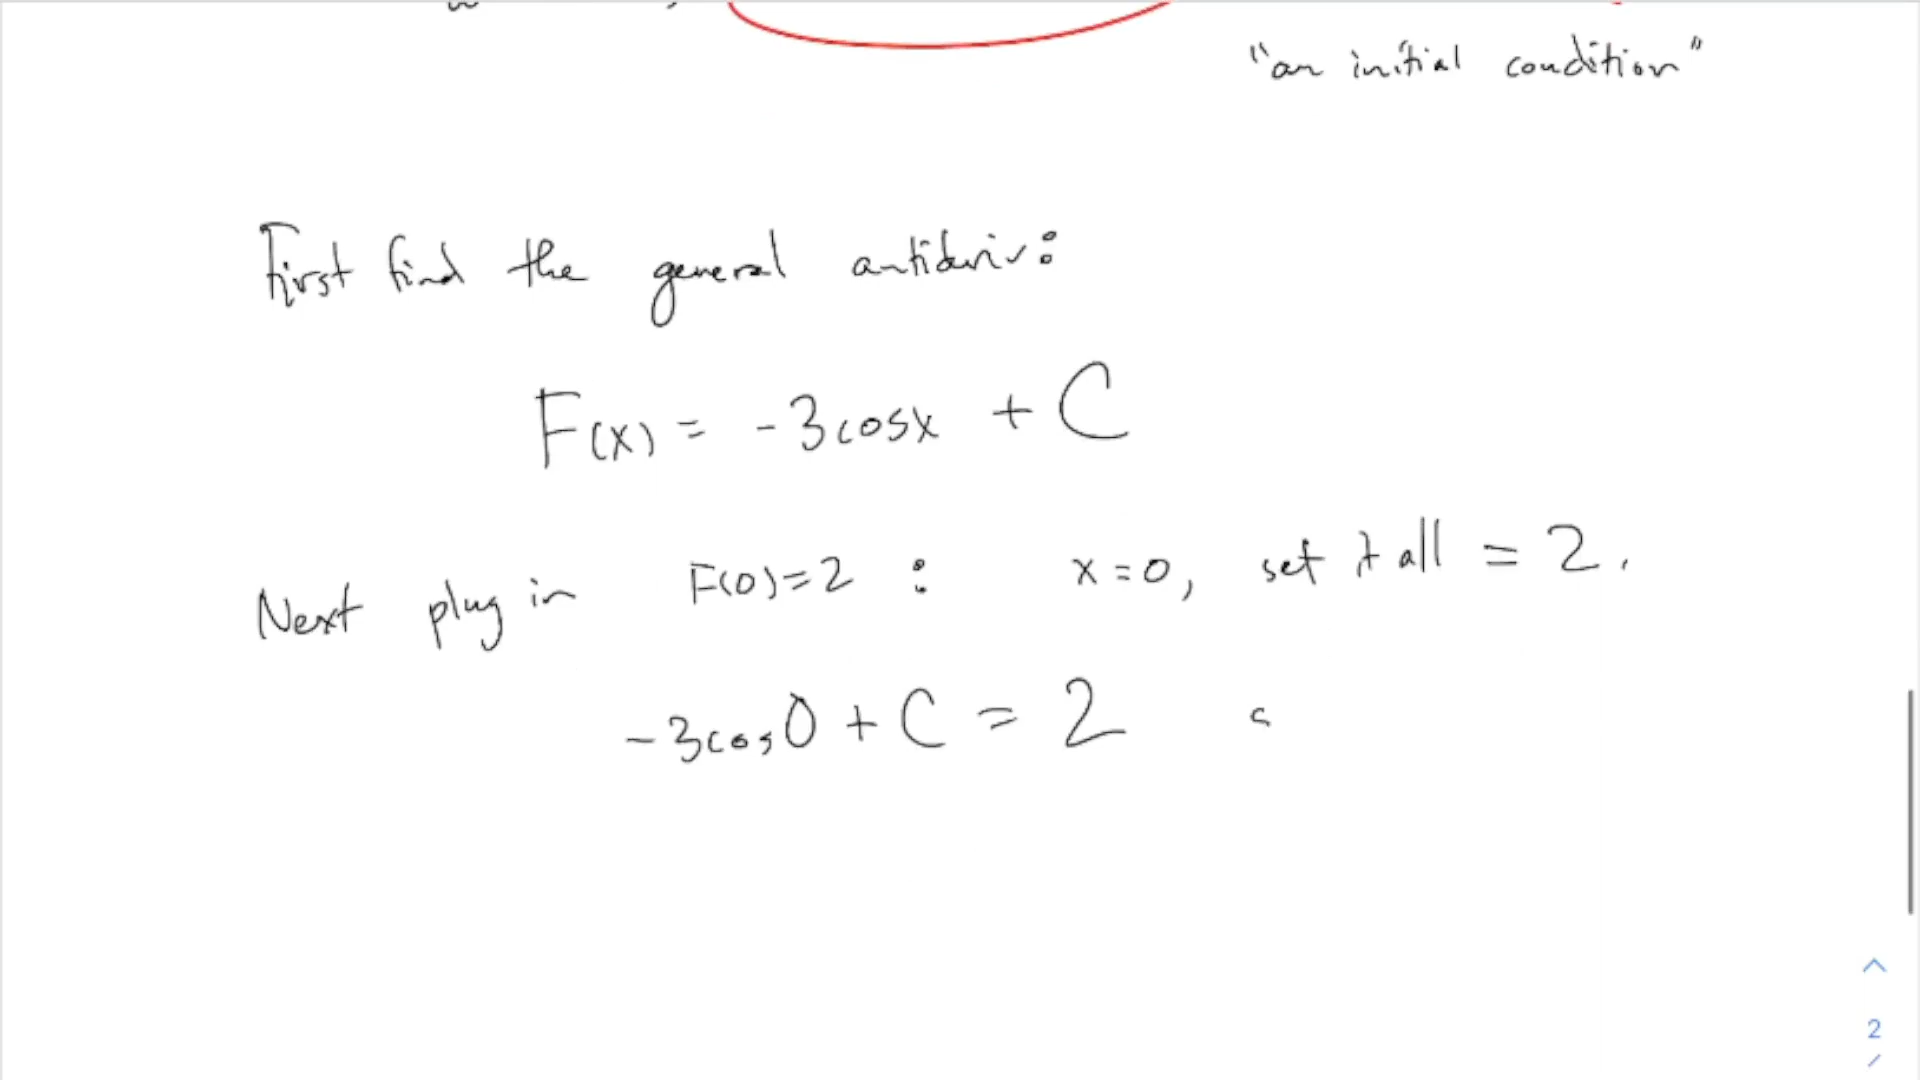 "an initial condition"
First find the general antideriv:
F(x) = -3cosx + C
Next plug in F(0)=2 : x=0, set it all = 2.
-3cos0 + C = 2
2